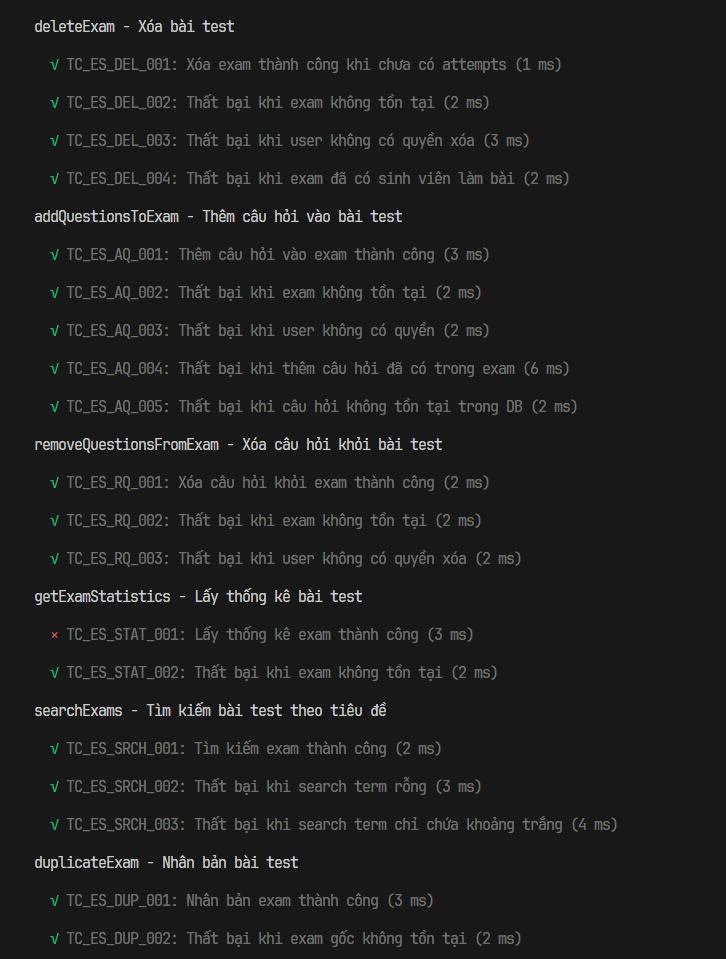 deleteExam - Xóa bài test
√ TC_ES_DEL_001: Xóa exam thành công khi chưa có attempts (1 ms)
√ TC_ES_DEL_002: Thất bại khi exam không tồn tại (2 ms)
√ TC_ES_DEL_003: Thất bại khi user không có quyền xóa (3 ms)
√ TC_ES_DEL_004: Thất bại khi exam đã có sinh viên làm bài (2 ms)
addQuestionsToExam - Thêm câu hỏi vào bài test
√ TC_ES_AQ_001: Thêm câu hỏi vào exam thành công (3 ms)
√ TC_ES_AQ_002: Thất bại khi exam không tồn tại (2 ms)
√ TC_ES_AQ_003: Thất bại khi user không có quyền (2 ms)
√ TC_ES_AQ_004: Thất bại khi thêm câu hỏi đã có trong exam (6 ms)
√ TC_ES_AQ_005: Thất bại khi câu hỏi không tồn tại trong DB (2 ms)
removeQuestionsFromExam - Xóa câu hỏi khỏi bài test
√ TC_ES_RQ_001: Xóa câu hỏi khỏi exam thành công (2 ms)
√ TC_ES_RQ_002: Thất bại khi exam không tồn tại (2 ms)
√ TC_ES_RQ_003: Thất bại khi user không có quyền xóa (2 ms)
getExamStatistics - Lấy thống kê bài test
× TC_ES_STAT_001: Lấy thống kê exam thành công (3 ms)
√ TC_ES_STAT_002: Thất bại khi exam không tồn tại (2 ms)
searchExams - Tìm kiếm bài test theo tiêu đề
√ TC_ES_SRCH_001: Tìm kiếm exam thành công (2 ms)
√ TC_ES_SRCH_002: Thất bại khi search term rỗng (3 ms)
√ TC_ES_SRCH_003: Thất bại khi search term chỉ chứa khoảng trắng (4 ms)
duplicateExam - Nhân bản bài test
√ TC_ES_DUP_001: Nhân bản exam thành công (3 ms)
√ TC_ES_DUP_002: Thất bại khi exam gốc không tồn tại (2 ms)